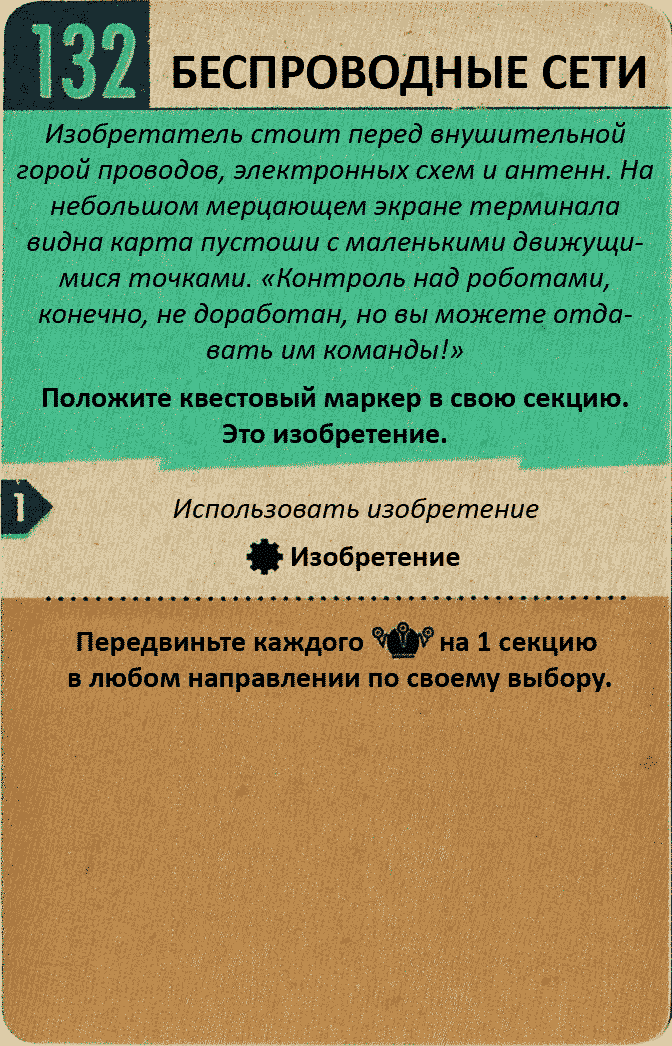 132
БЕСПРОВОДНЫЕ СЕТИ
Изобретатель стоит перед внушительной
горой проводов, электронных схем и антенн. На
небольшом мерцающем экране терминала
видна карта пустоши с маленькими движущи-
мися точками. «Контроль над роботами,
конечно, не доработан, но вы можете отда-
вать им команды!»
Положите квестовый маркер в свою секцию.
Это изобретение.
1
Использовать изобретение
Изобретение
Передвиньте каждого на 1 секцию
в любом направлении по своему выбору.